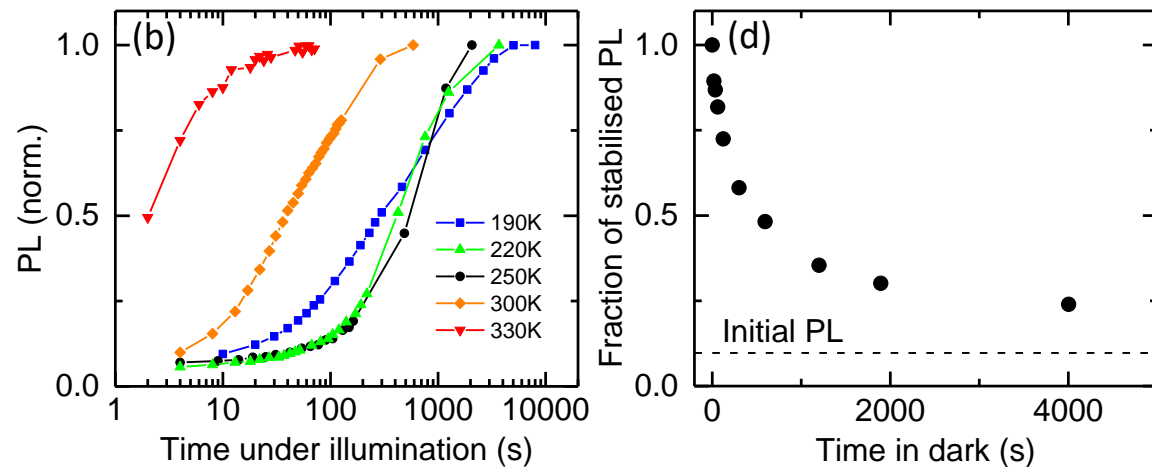 (b)
PL (norm.)
1.0
0.5
0.0
190K
220K
250K
300K
330K
1 10 100 1000 10000
Time under illumination (s)
(d)
Fraction of stabilised PL
1.0
0.5
0.0
Initial PL
0 2000 4000
Time in dark (s)